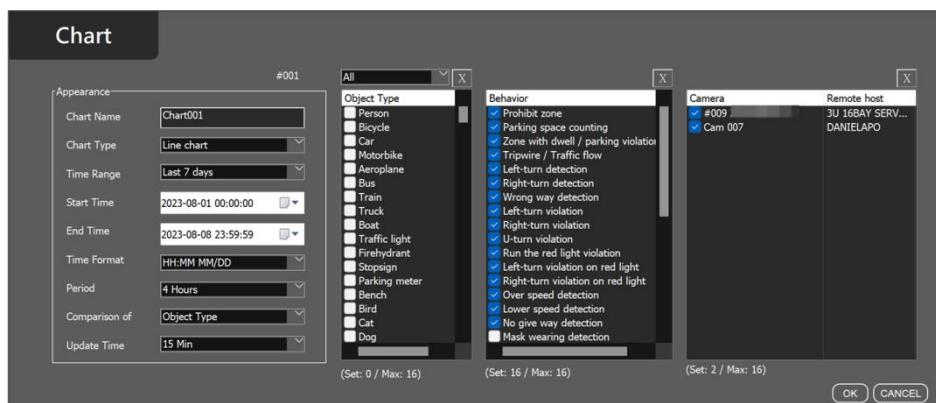 Chart
#001
Appearance
Chart Name Chart001
Chart Type Line chart
Time Range Last 7 days
Start Time 2023-08-01 00:00:00
End Time 2023-08-08 23:59:59
Time Format HH:MM MM/DD
Period 4 Hours
Comparison of Object Type
Update Time 15 Min
All X
Object Type
Person
Bicycle
Car
Motorbike
Aeroplane
Bus
Train
Truck
Boat
Traffic light
Firehydrant
Stopsign
Parking meter
Bench
Bird
Cat
Dog
(Set: 0 / Max: 16)
X
Behavior
Prohibit zone
Parking space counting
Zone with dwell / parking violation
Tripwire / Traffic flow
Left-turn detection
Right-turn detection
Wrong way detection
Left-turn violation
Right-turn violation
U-turn violation
Run the red light violation
Left-turn violation on red light
Right-turn violation on red light
Over speed detection
Lower speed detection
No give way detection
Mask wearing detection
(Set: 16 / Max: 16)
X
Camera Remote host
#009 3U 16BAY SERV...
Cam 007 DANIELAPO
(Set: 2 / Max: 16)
OK CANCEL